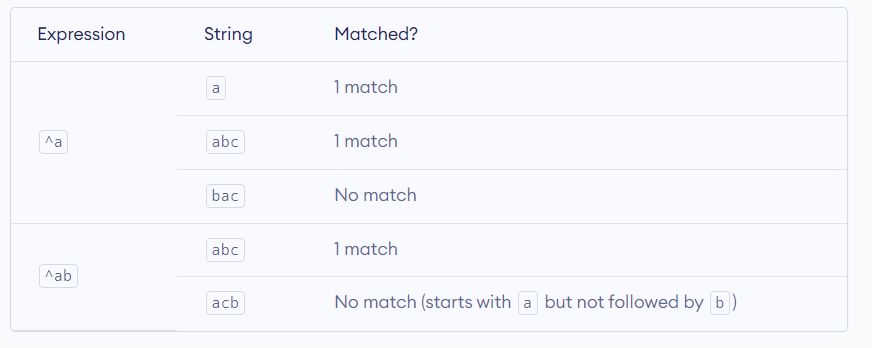 Expression String Matched?
a 1 match
^a abc 1 match
bac No match
abc 1 match
^ab
acb No match (starts with a but not followed by b )